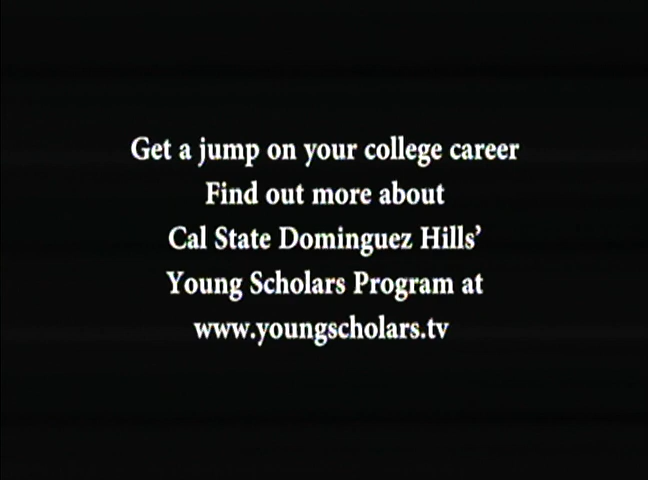 Get a jump on your college career
Find out more about
Cal State Dominguez Hills’
Young Scholars Program at
www.youngscholars.tv